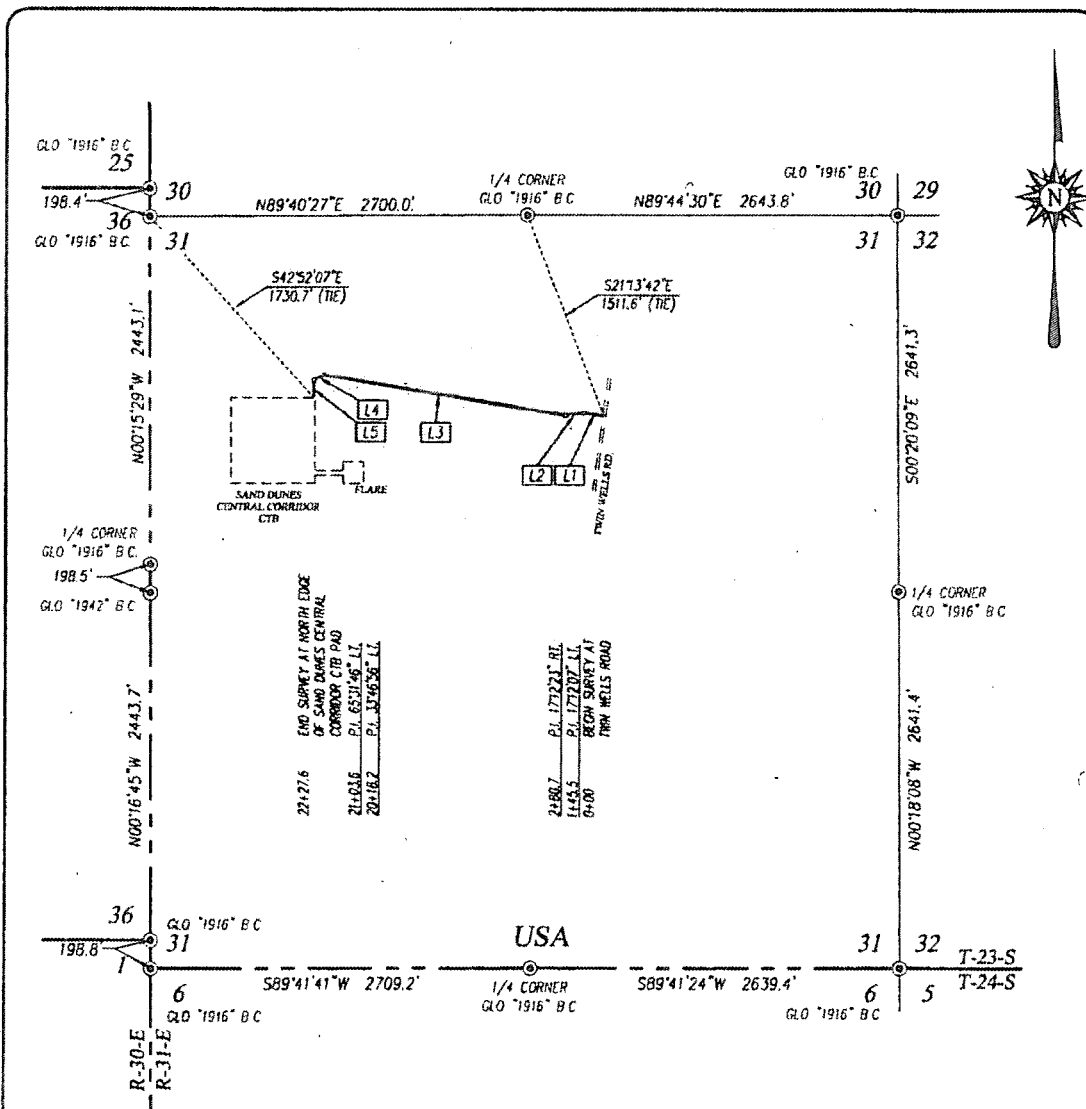 GLO "1916" B C
25
30
198.4'
36
GLO "1916" B C.
31
N89°40'27"E 2700.0'
1/4 CORNER
GLO "1916" B C
N89°44'30"E 2643.8'
GLO "1916" B.C
30
29
31
32
N
S42°52'07"E
1730.7' (TIE)
S21°13'42"E
1511.6' (TIE)
N00°15'29"W 2443.1'
S00°20'09"E 2641.3'
L4
L5
L3
L2
L1
TWIN WELLS RD.
SAND DUNES
CENTRAL CORRIDOR
CTB
FLARE
1/4 CORNER
GLO "1916" B C.
198.5'
GLO "1942" B C
1/4 CORNER
GLO "1916" B C
22+27.6 END SURVEY AT NORTH EDGE
OF SAND DUNES CENTRAL
CORRIDOR CTB PAD
21+03.6 P.I. 65°31'46" LT.
20+18.2 P.I. 33°46'56" LT.
2+80.7 P.I. 17°12'23" RT.
1+45.5 P.I. 17°12'07" LT.
0+00 BEGIN SURVEY AT
TWIN WELLS ROAD
N00°16'45"W 2443.7'
N00°18'08"W 2641.4'
36
GLO "1916" B C
31
198.8'
1
6
GLO "1916" B C
S89°41'41"W 2709.2'
USA
1/4 CORNER
GLO "1916" B C
S89°41'24"W 2639.4'
31
32
T-23-S
T-24-S
6
5
GLO "1916" B C
R-30-E
R-31-E